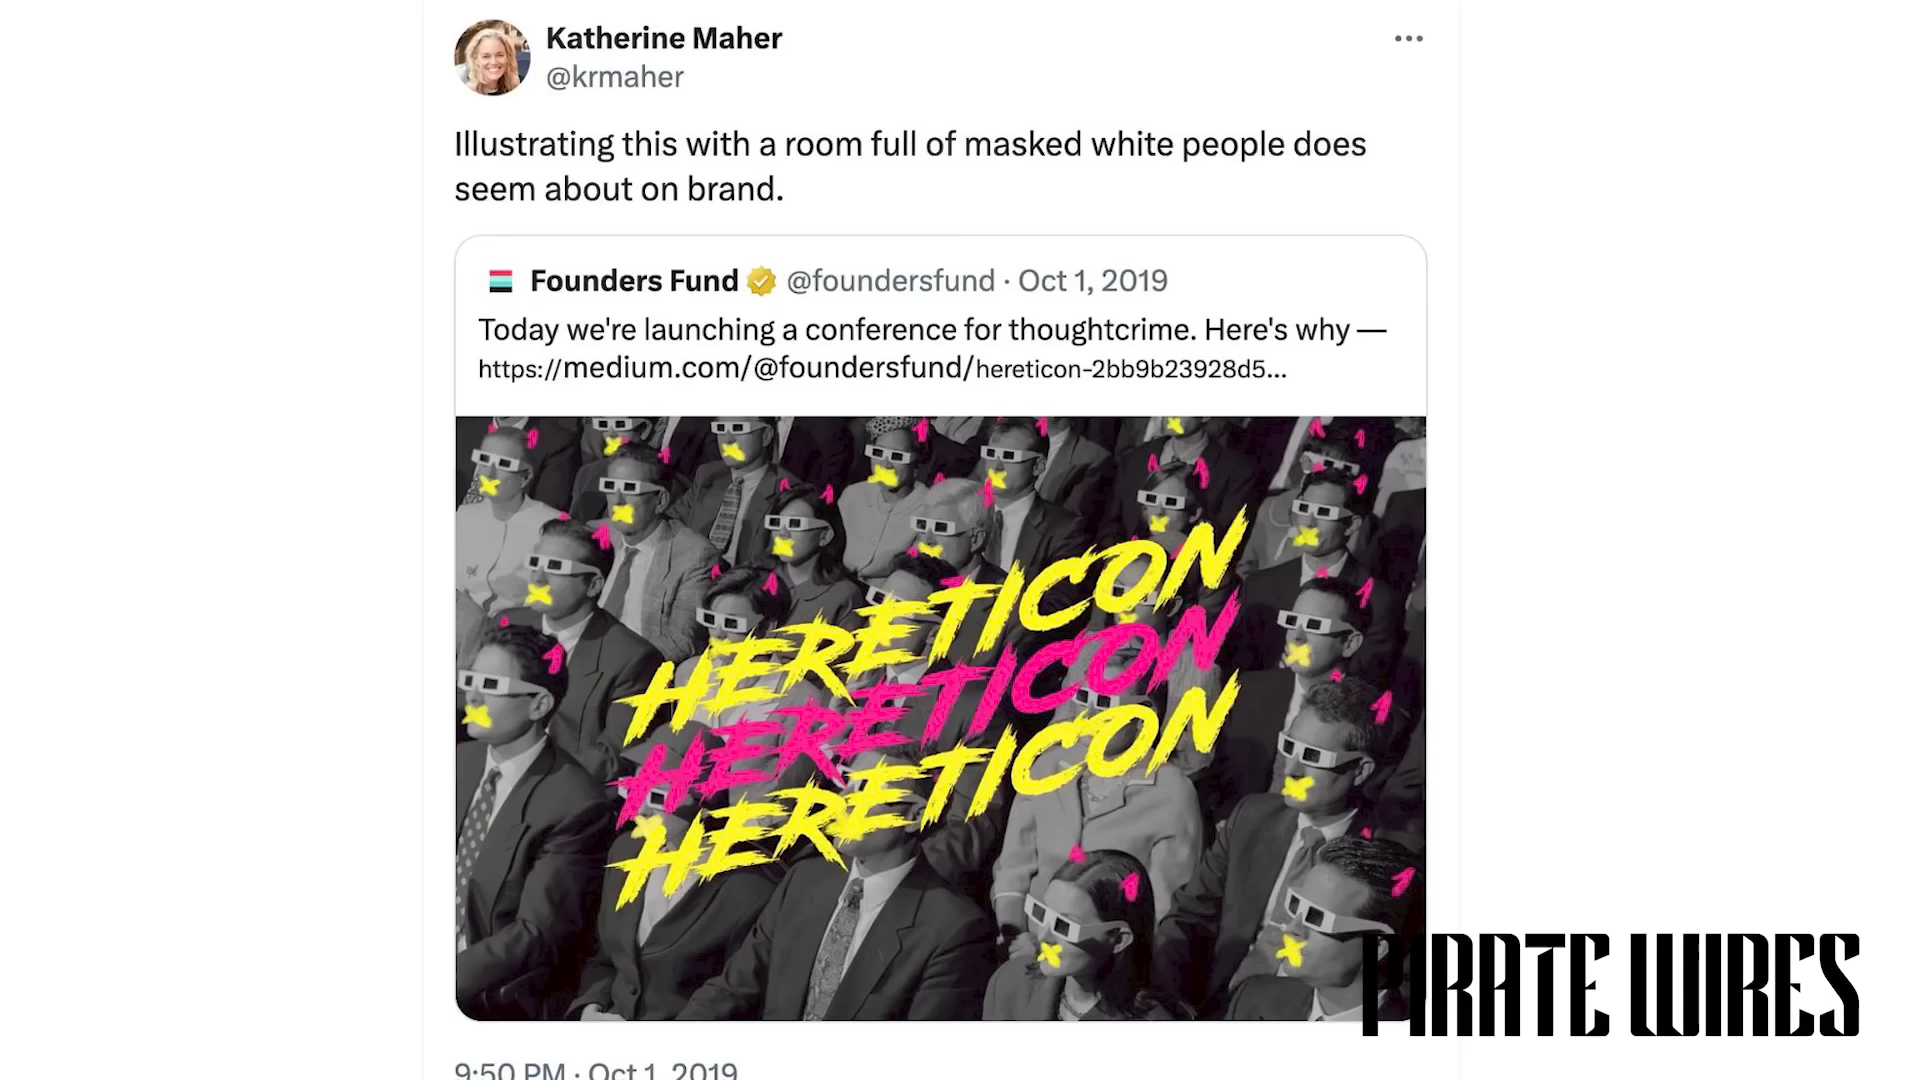 Katherine Maher
@krmaher
Illustrating this with a room full of masked white people does
seem about on brand.
Founders Fund @foundersfund · Oct 1, 2019
Today we're launching a conference for thoughtcrime. Here's why —
https://medium.com/@foundersfund/hereticon-2bb9b23928d5...
HERETICON
HERETICON
HERETICON
PIRATE WIRES
9:50 PM · Oct 1, 2019